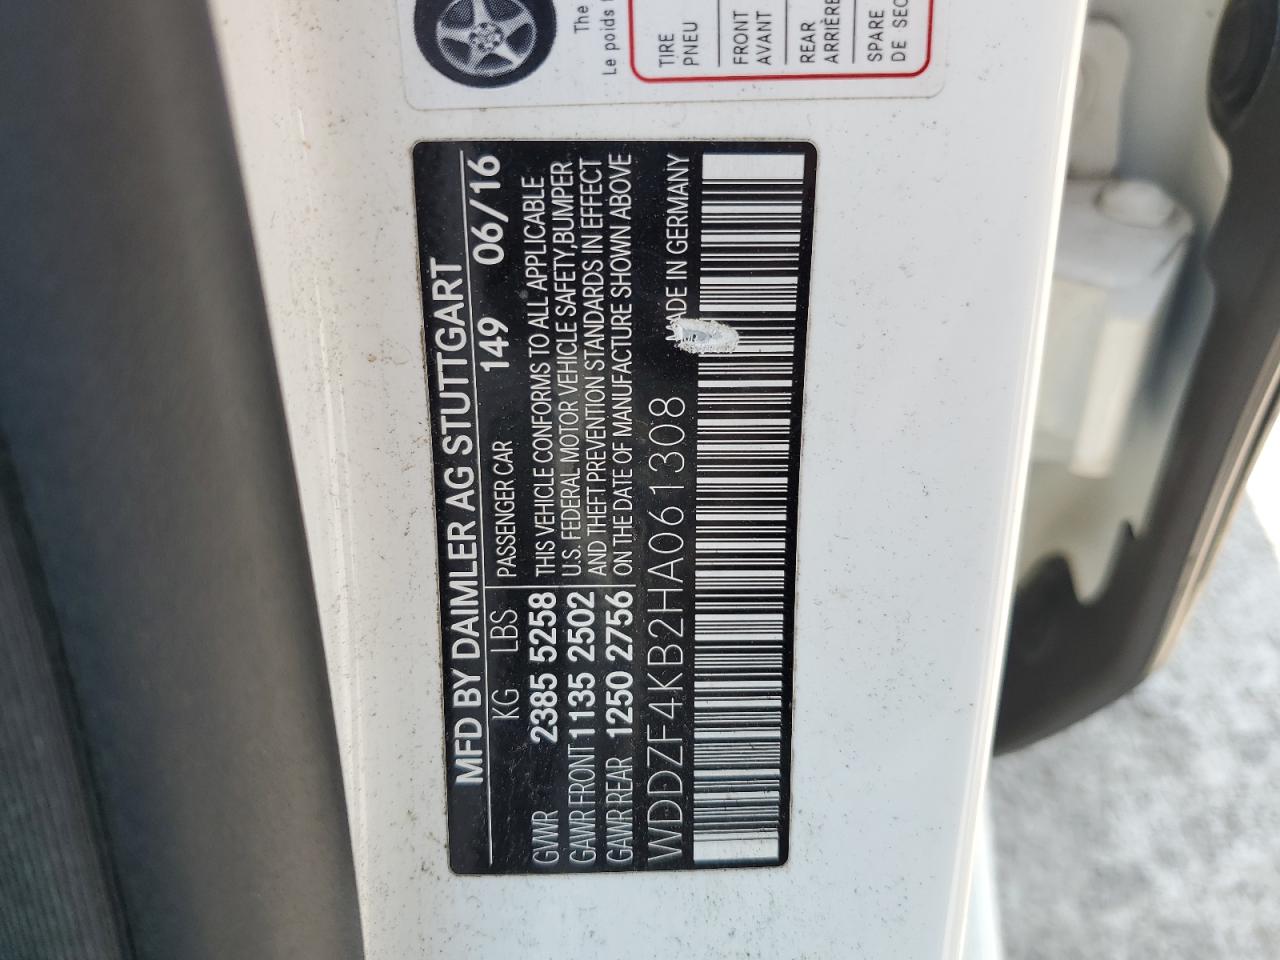 MFD BY DAIMLER AG STUTTGART
KG LBS PASSENGER CAR 149 06/16
GVWR 2385 5258 THIS VEHICLE CONFORMS TO ALL APPLICABLE
GAWR FRONT 1135 2502 U.S. FEDERAL MOTOR VEHICLE SAFETY,BUMPER
GAWR REAR 1250 2756 AND THEFT PREVENTION STANDARDS IN EFFECT
ON THE DATE OF MANUFACTURE SHOWN ABOVE
WDDZF4KB2HA061308 MADE IN GERMANY
The
Le poids
TIRE
PNEU
FRONT
AVANT
REAR
ARRIÈRE
SPARE
DE SEC